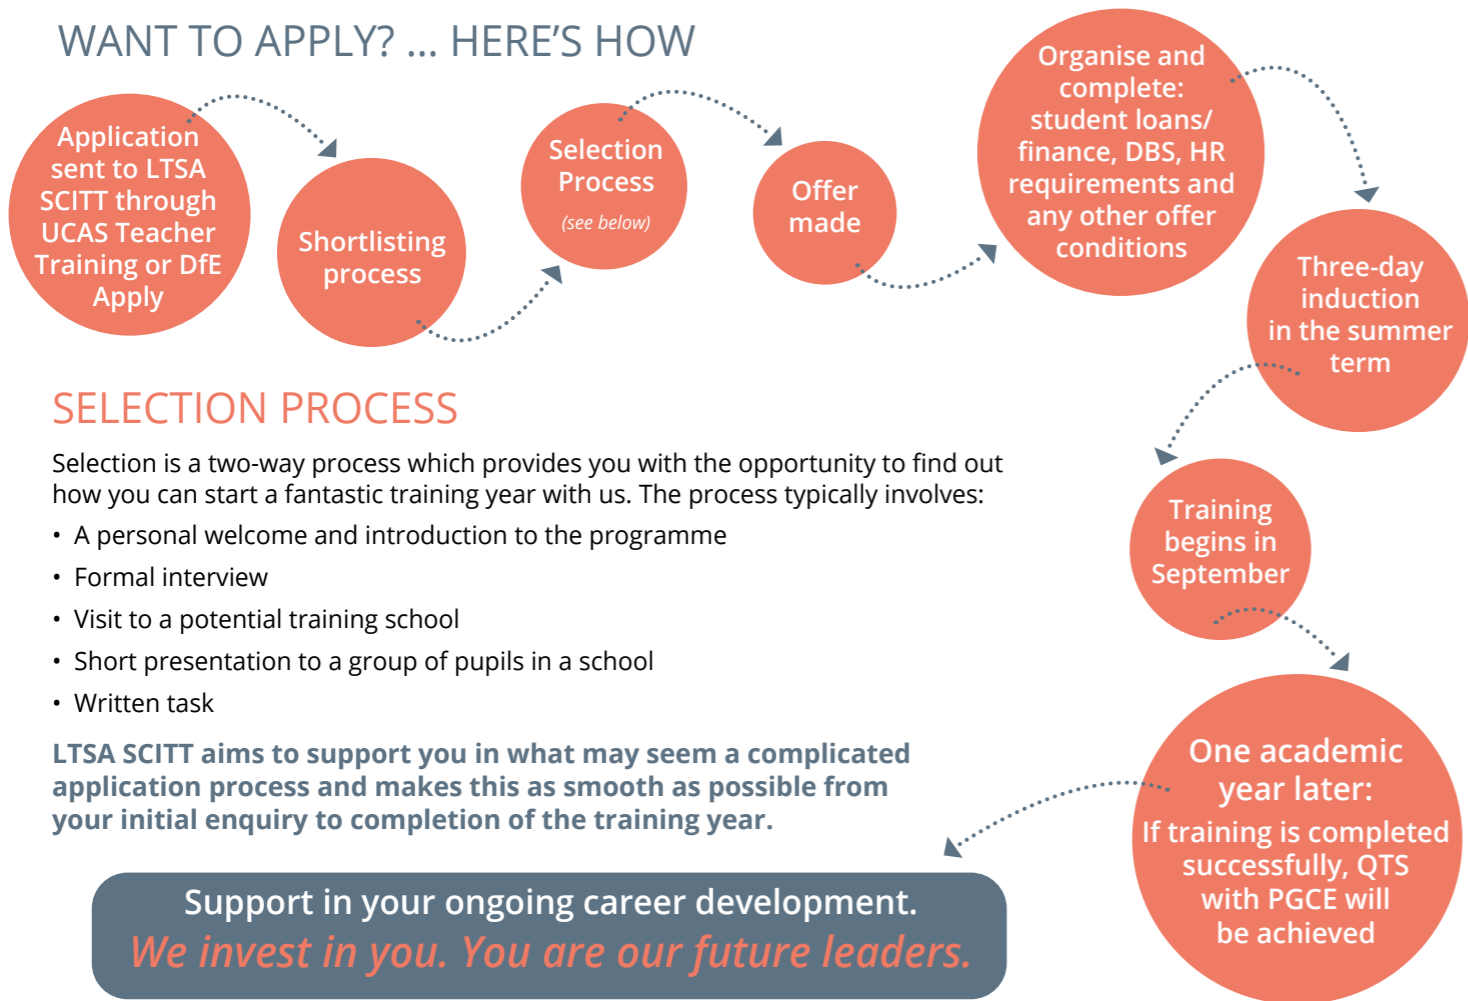 WANT TO APPLY? ... HERE'S HOW
Application
sent to LTSA
SCITT through
UCAS Teacher
Training or DfE
Apply
Shortlisting
process
Selection
Process
(see below)
Offer
made
Organise and
complete:
student loans/
finance, DBS, HR
requirements and
any other offer
conditions
Three-day
induction
in the summer
term
Training
begins in
September
One academic
year later:
If training is completed
successfully, QTS
with PGCE will
be achieved
SELECTION PROCESS
Selection is a two-way process which provides you with the opportunity to find out
how you can start a fantastic training year with us. The process typically involves:
• A personal welcome and introduction to the programme
• Formal interview
• Visit to a potential training school
• Short presentation to a group of pupils in a school
• Written task
LTSA SCITT aims to support you in what may seem a complicated
application process and makes this as smooth as possible from
your initial enquiry to completion of the training year.
Support in your ongoing career development.
We invest in you. You are our future leaders.